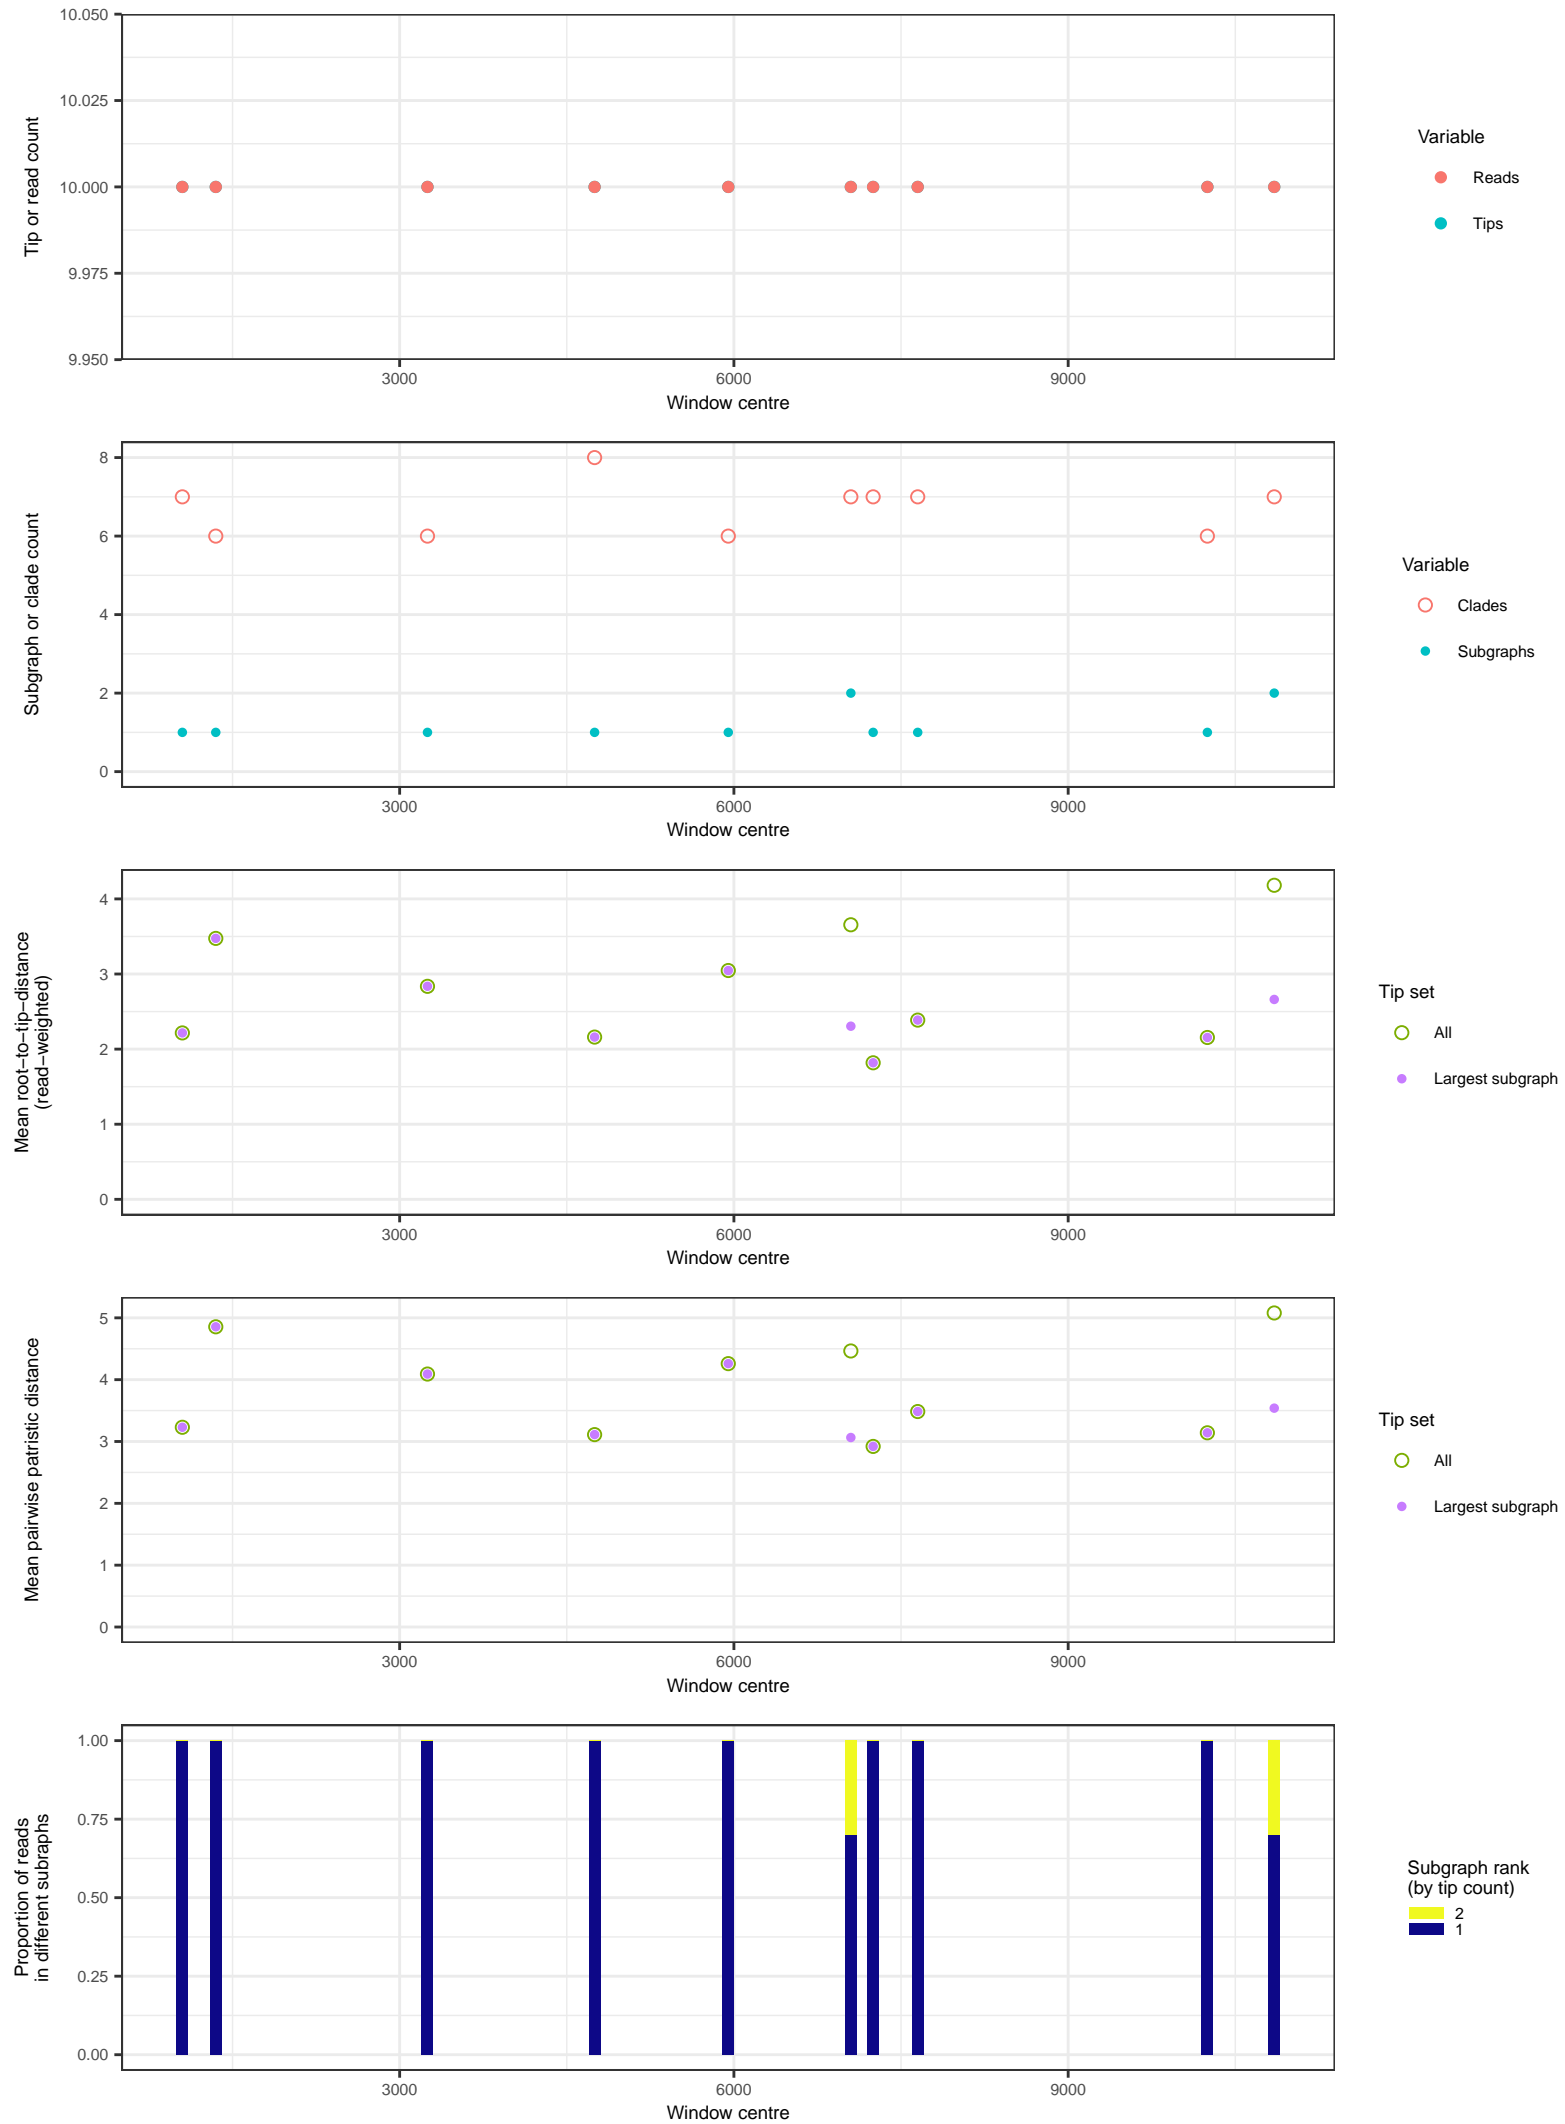 10.050
10.025
10.000
9.975
9.950
Tip or read count
3000
6000
9000
Window centre
Variable
Reads
Tips
8
6
4
2
0
Subgraph or clade count
3000
6000
9000
Window centre
Variable
Clades
Subgraphs
4
3
2
1
0
Mean root−to−tip−distance
(read−weighted)
3000
6000
9000
Window centre
Tip set
All
Largest subgraph
5
4
3
2
1
0
Mean pairwise patristic distance
3000
6000
9000
Window centre
Tip set
All
Largest subgraph
1.00
0.75
0.50
0.25
0.00
Proportion of reads
in different subraphs
3000
6000
9000
Window centre
Subgraph rank
(by tip count)
2
1